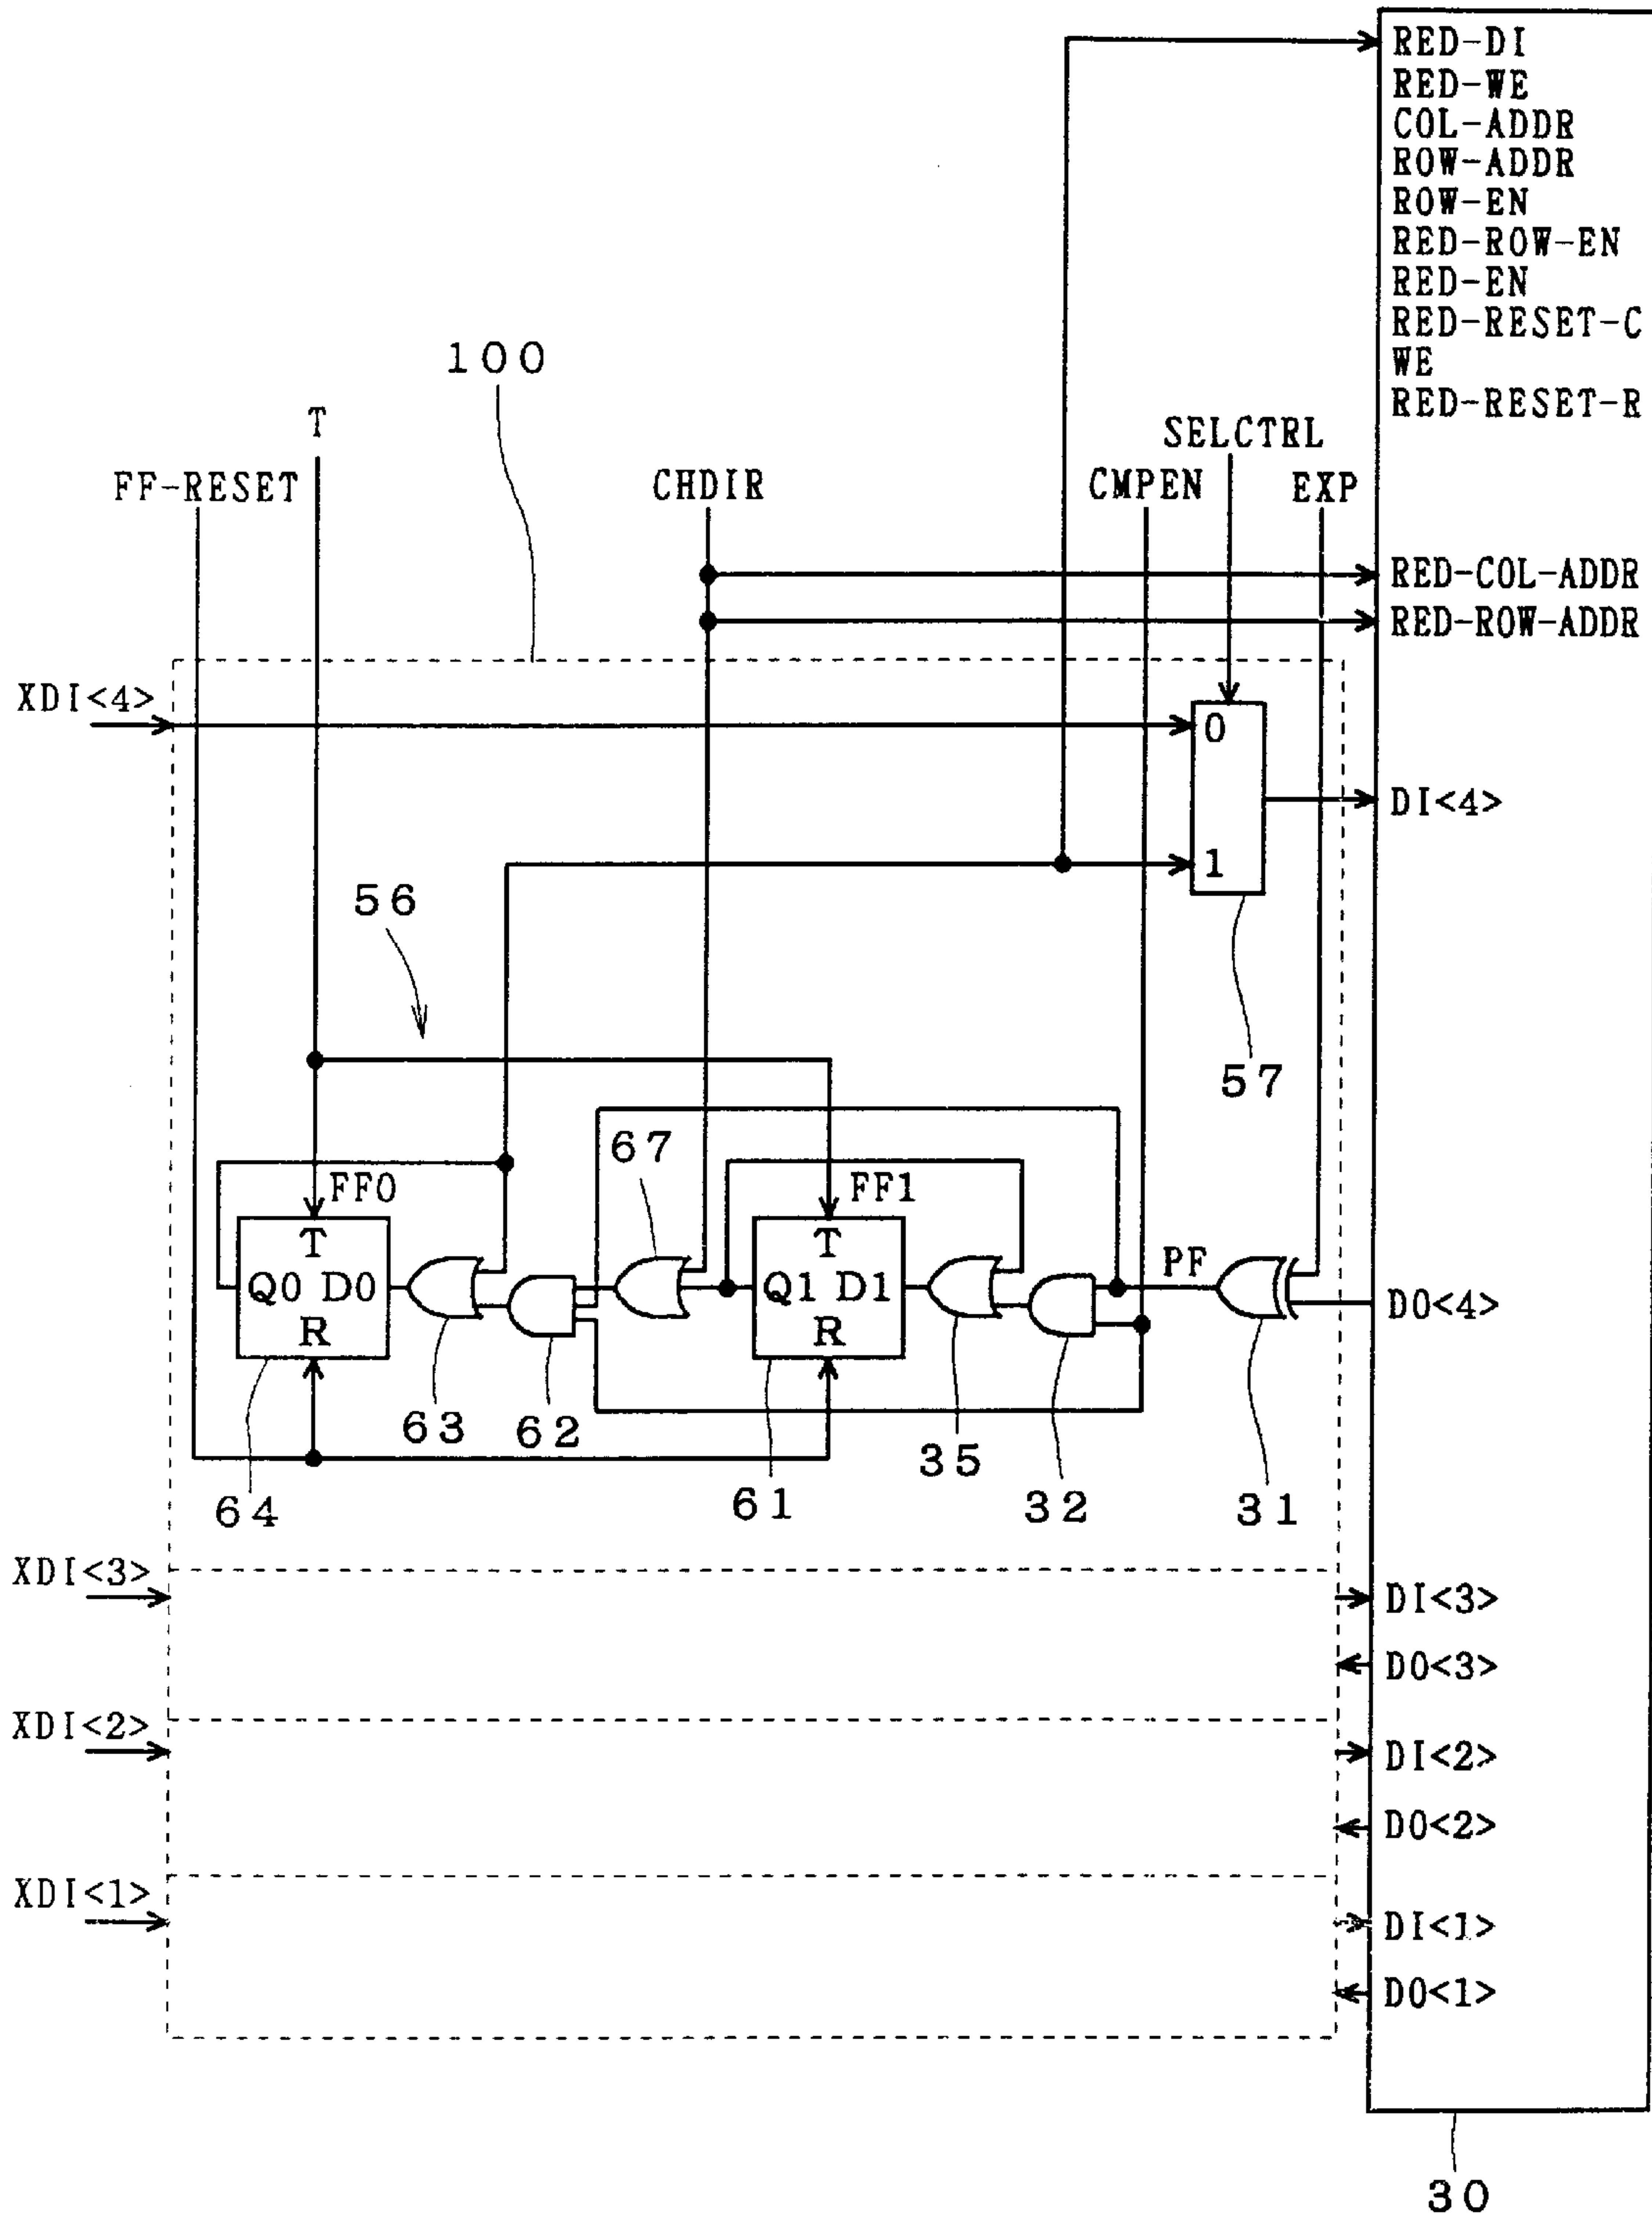 RED-DI
RED-WE
COL-ADDR
ROW-ADDR
ROW-EN
RED-ROW-EN
RED-EN
RED-RESET-C
WE
RED-RESET-R
100
T
SELCTRL
FF-RESET
CHDIR
CMPEN
EXP
RED-COL-ADDR
RED-ROW-ADDR
XDI<4>
0
DI<4>
1
56
57
67
FF0
FF1
T
T
PF
Q0 D0
Q1 D1
DO<4>
R
R
63
62
35
64
61
32
31
XDI<3>
DI<3>
DO<3>
XDI<2>
DI<2>
DO<2>
XDI<1>
DI<1>
DO<1>
30